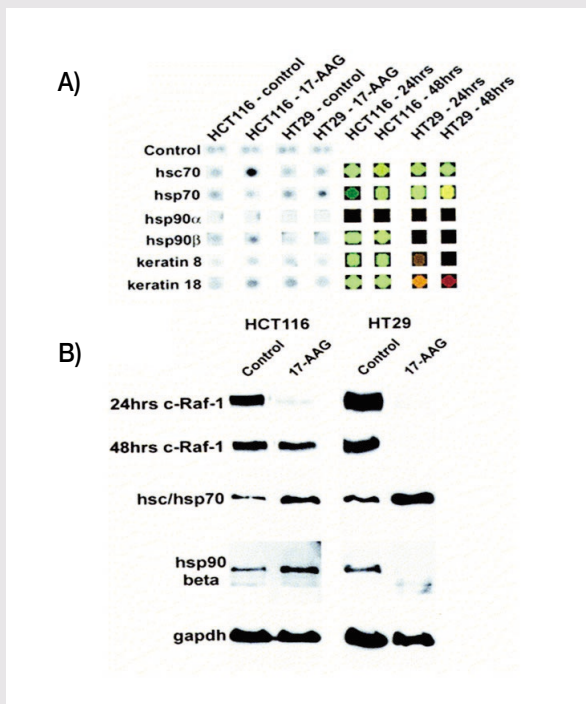 A)
HCT116 - control
HCT116 - 17-AAG
HT29 - control
HT29 - 17-AAG
HCT116 - 24hrs
HCT116 - 48hrs
HT29 - 24hrs
HT29 - 48hrs
Control
hsc70
hsp70
hsp90α
hsp90β
keratin 8
keratin 18
HCT116 HT29
B)
Control 17-AAG Control 17-AAG
24hrs c-Raf-1
48hrs c-Raf-1
hsc/hsp70
hsp90
beta
gapdh